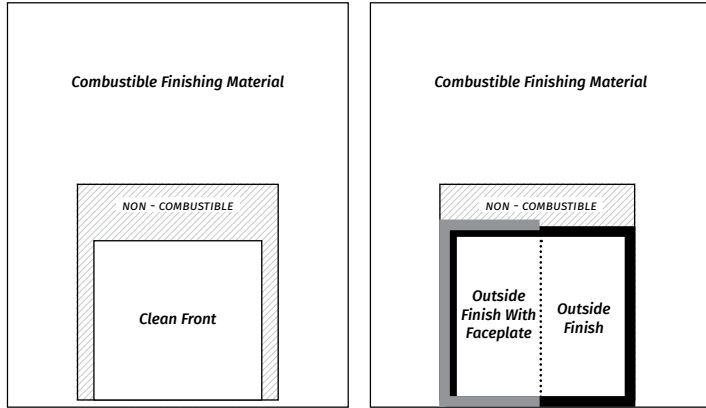 Combustible Finishing Material
NON - COMBUSTIBLE
Clean Front
Combustible Finishing Material
NON - COMBUSTIBLE
Outside
Finish With
Faceplate
Outside
Finish